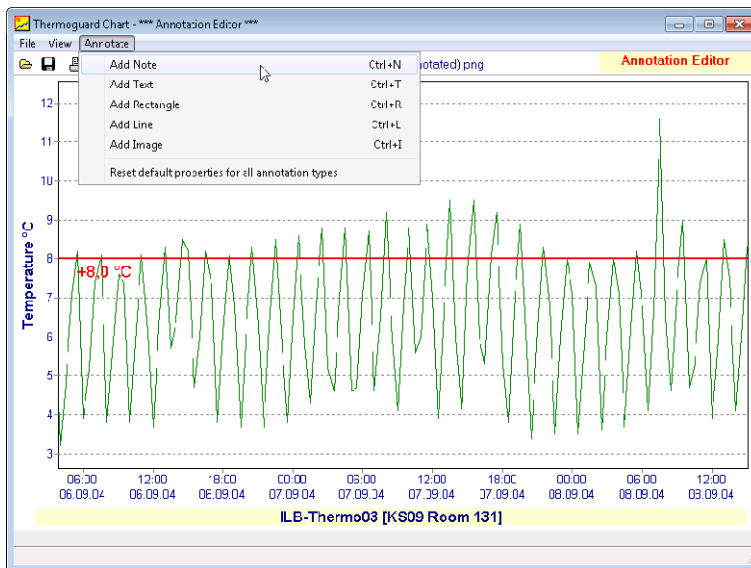 Thermoguard Chart - *** Annotation Editor ***
File View Annotate
notated) png
Annotation Editor
Add Note Ctrl+N
Add Text Ctrl+T
Add Rectangle Ctrl+R
Add Line Ctrl+L
Add Image Ctrl+I
Reset default properties for all annotation types
Temperature °C
12
11
10
9
8
7
6
5
4
3
+8,0 °C
06:00 12:00 18:00 00:00 06:00 12:00 18:00 00:00 06:00 12:00
06.09.04 06.09.04 06.09.04 07.09.04 07.09.04 07.09.04 07.09.04 08.09.04 08.09.04 08.09.04
ILB-Thermo03 [KS09 Room 131]